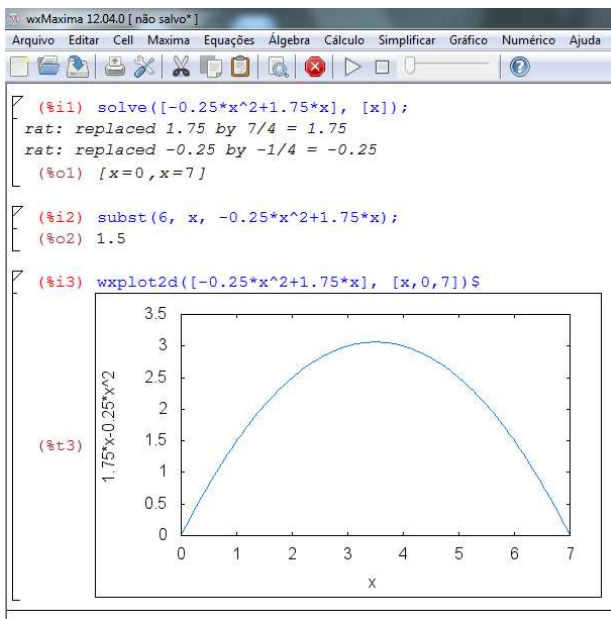 wxMaxima 12.04.0 [ não salvo* ]
Arquivo Editar Cell Maxima Equações Álgebra Cálculo Simplificar Gráfico Numérico Ajuda
(%i1) solve([-0.25*x^2+1.75*x], [x]);
rat: replaced 1.75 by 7/4 = 1.75
rat: replaced -0.25 by -1/4 = -0.25
(%o1) [x=0,x=7]
(%i2) subst(6, x, -0.25*x^2+1.75*x);
(%o2) 1.5
(%i3) wxplot2d([-0.25*x^2+1.75*x], [x,0,7])$
(%t3)
1.75*x-0.25*x^2
3.5
3
2.5
2
1.5
1
0.5
0
0 1 2 3 4 5 6 7
x